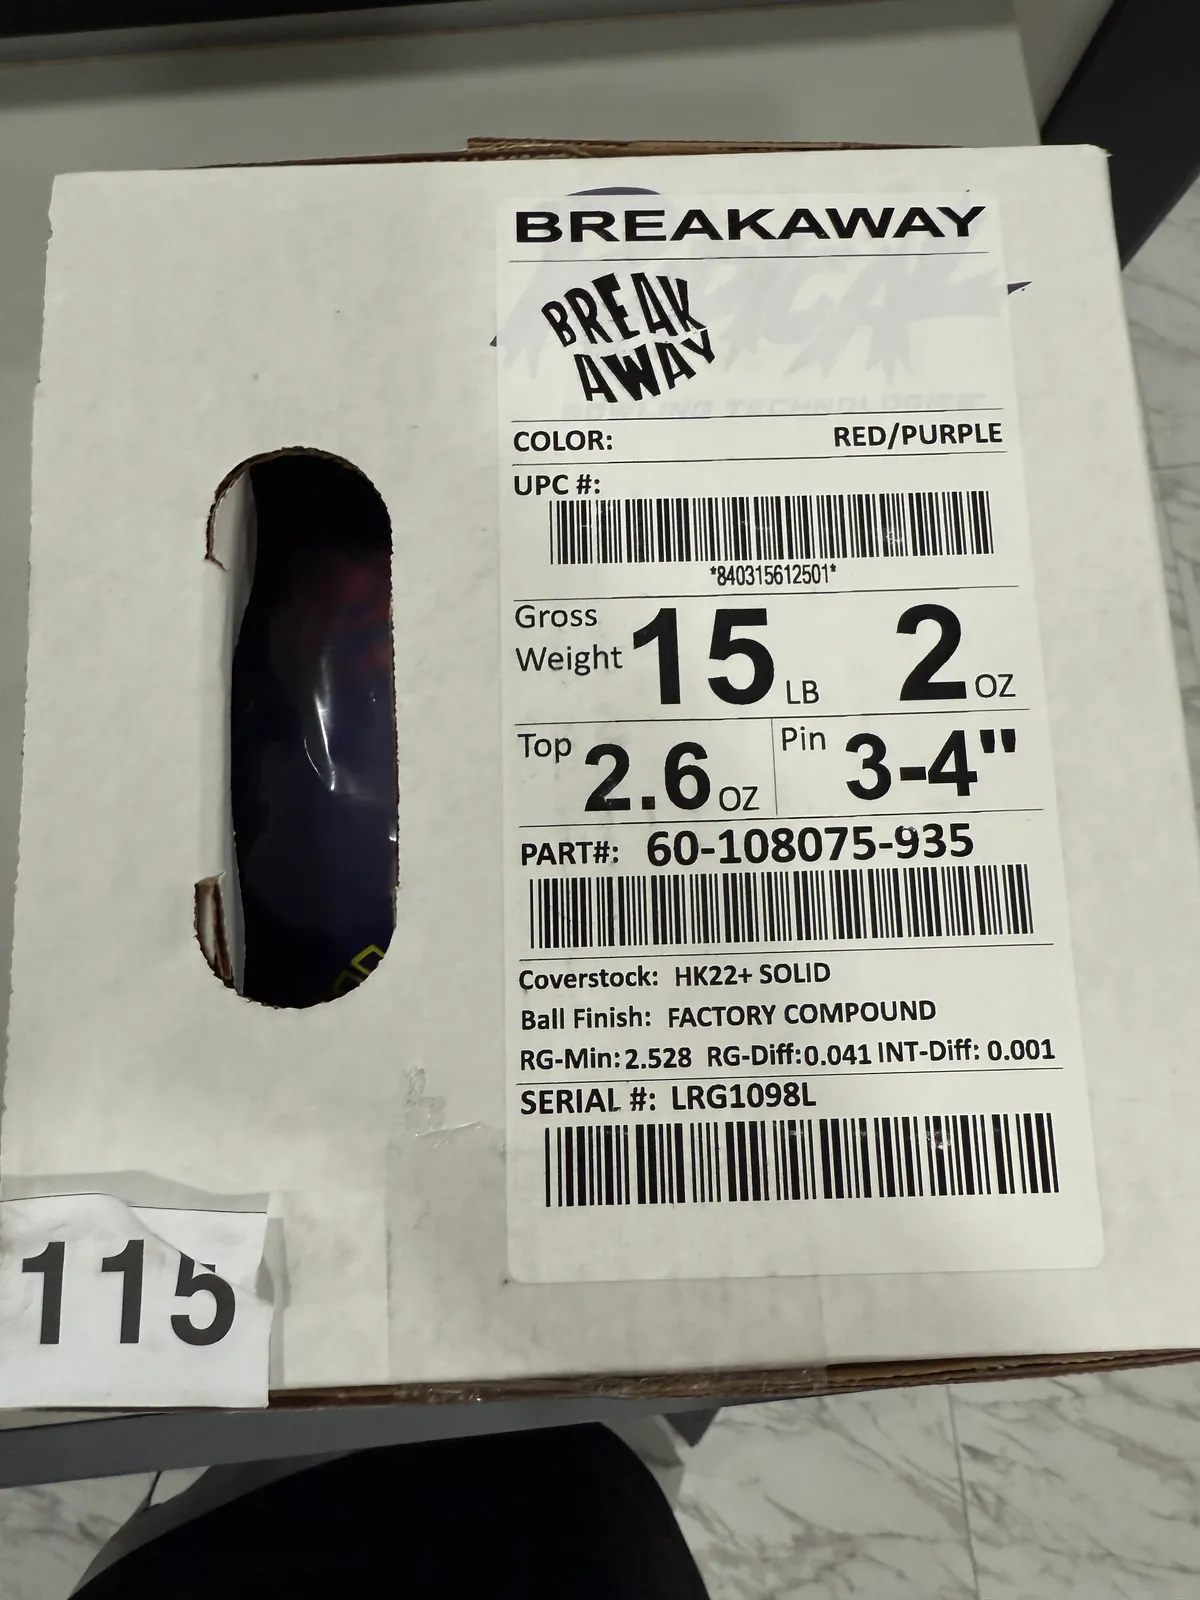 BREAKAWAY
BREAK
AWAY
BOWLING TECHNOLOGIES
COLOR: RED/PURPLE
UPC #:
*840315612501*
Gross Weight 15 LB 2 OZ
Top 2.6 OZ Pin 3-4"
PART#: 60-108075-935
Coverstock: HK22+ SOLID
Ball Finish: FACTORY COMPOUND
RG-Min: 2.528 RG-Diff: 0.041 INT-Diff: 0.001
SERIAL #: LRG1098L
115